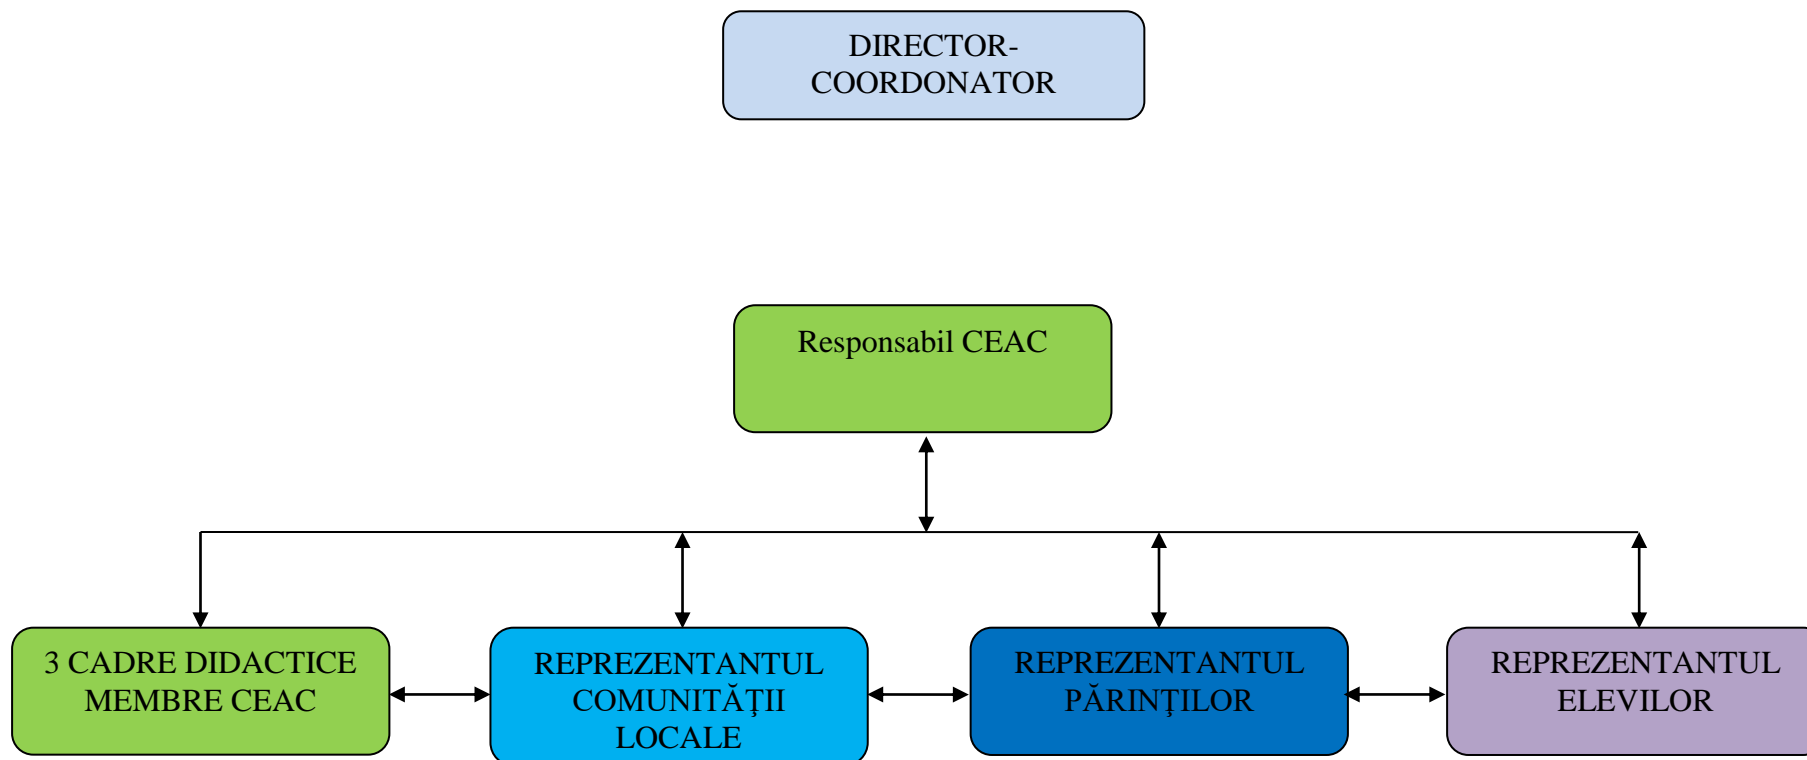 DIRECTOR-
COORDONATOR
Responsabil CEAC
3 CADRE DIDACTICE
MEMBRE CEAC
REPREZENTANTUL
COMUNITĂŢII
LOCALE
REPREZENTANTUL
PĂRINŢILOR
REPREZENTANTUL
ELEVILOR